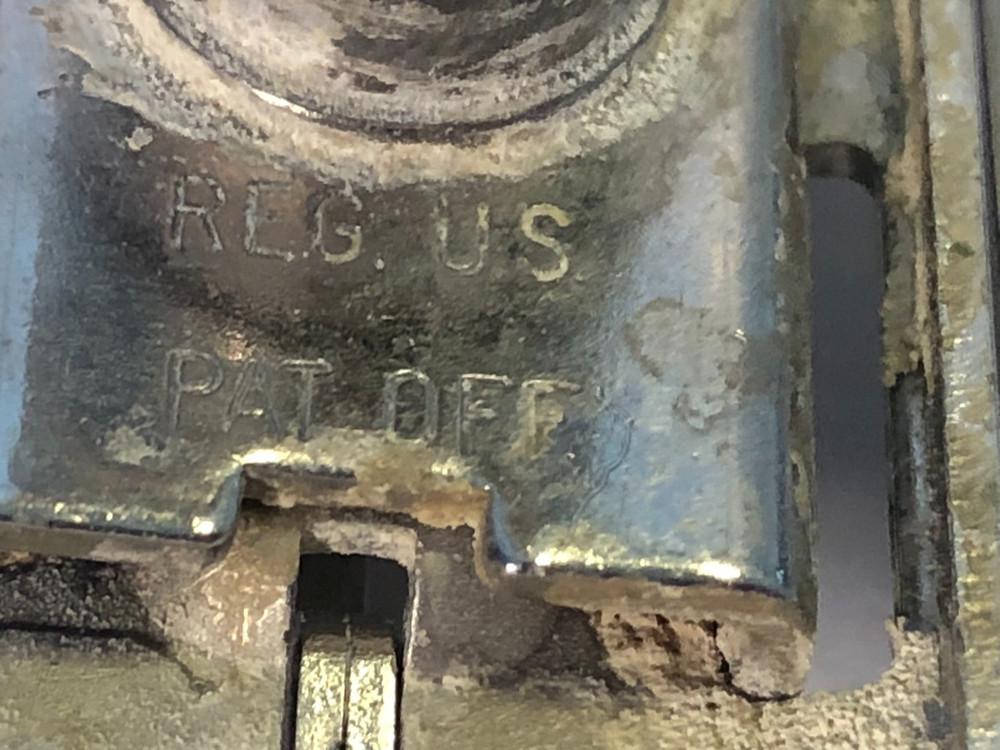 REG. US
PAT OFF